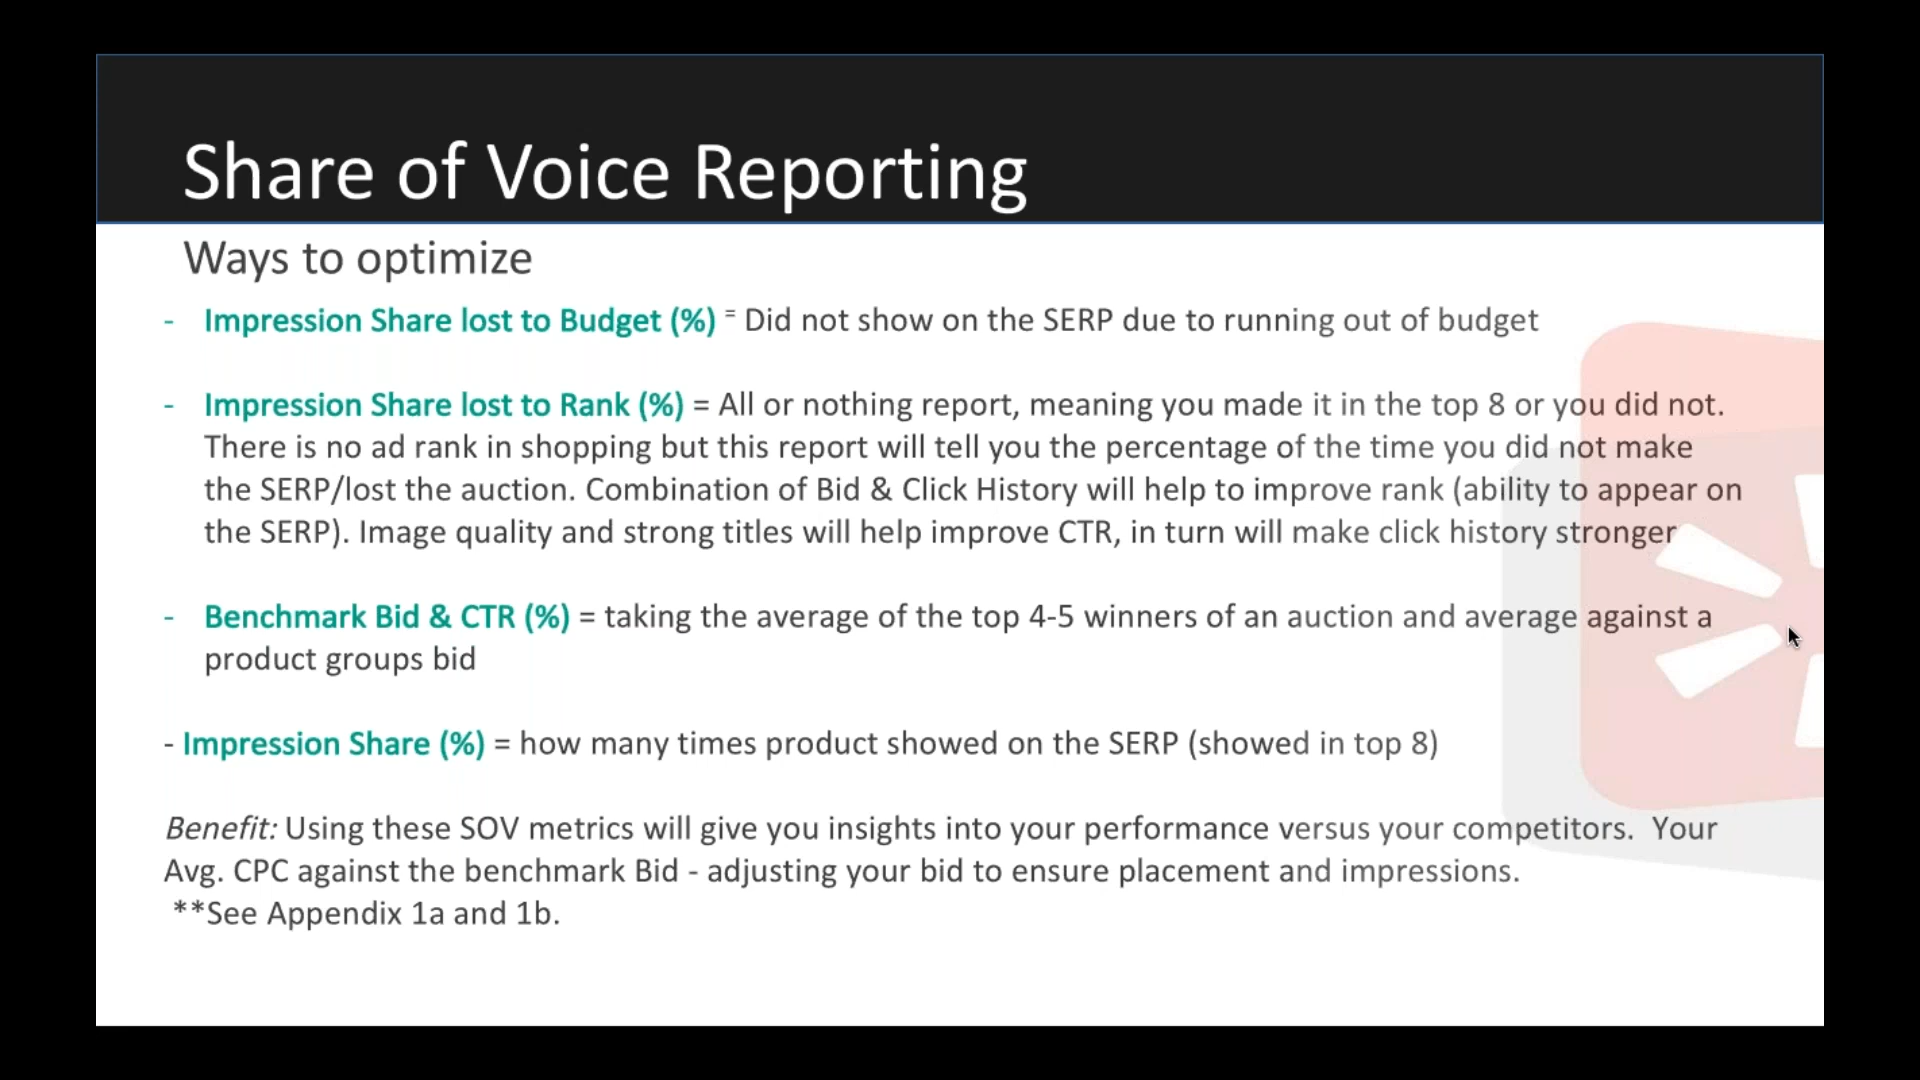 Share of Voice Reporting
Ways to optimize
- Impression Share lost to Budget (%) = Did not show on the SERP due to running out of budget
- Impression Share lost to Rank (%) = All or nothing report, meaning you made it in the top 8 or you did not.
There is no ad rank in shopping but this report will tell you the percentage of the time you did not make
the SERP/lost the auction. Combination of Bid & Click History will help to improve rank (ability to appear on
the SERP). Image quality and strong titles will help improve CTR, in turn will make click history stronger
- Benchmark Bid & CTR (%) = taking the average of the top 4-5 winners of an auction and average against a
product groups bid
- Impression Share (%) = how many times product showed on the SERP (showed in top 8)
Benefit: Using these SOV metrics will give you insights into your performance versus your competitors.  Your
Avg. CPC against the benchmark Bid - adjusting your bid to ensure placement and impressions.
**See Appendix 1a and 1b.